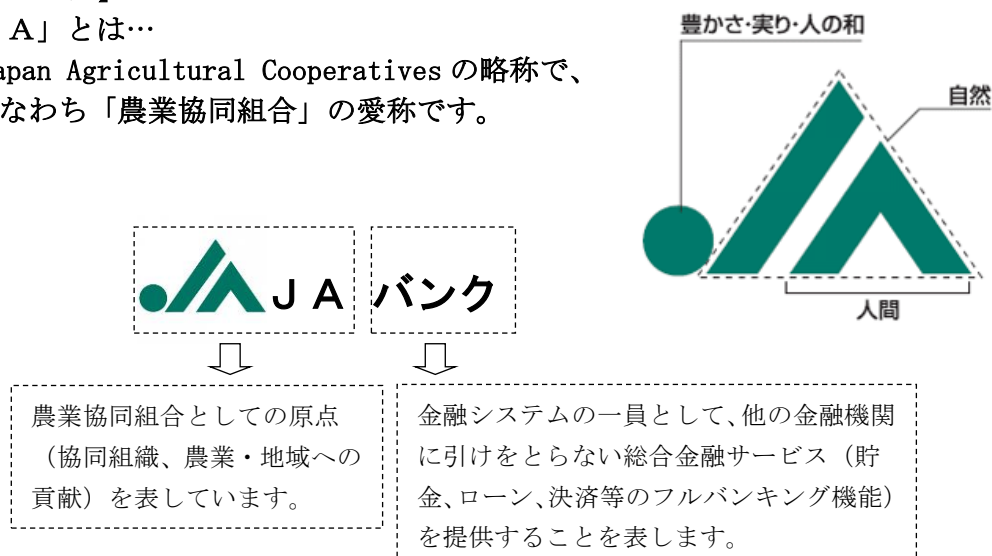 Ａ」とは…
apan Agricultural Cooperatives の略称で、
なわち「農業協同組合」の愛称です。
豊かさ・実り・人の和
自然
人間
ＪＡ バンク
農業協同組合としての原点
（協同組織、農業・地域への
貢献）を表しています。
金融システムの一員として、他の金融機関
に引けをとらない総合金融サービス（貯
金、ローン、決済等のフルバンキング機能）
を提供することを表します。